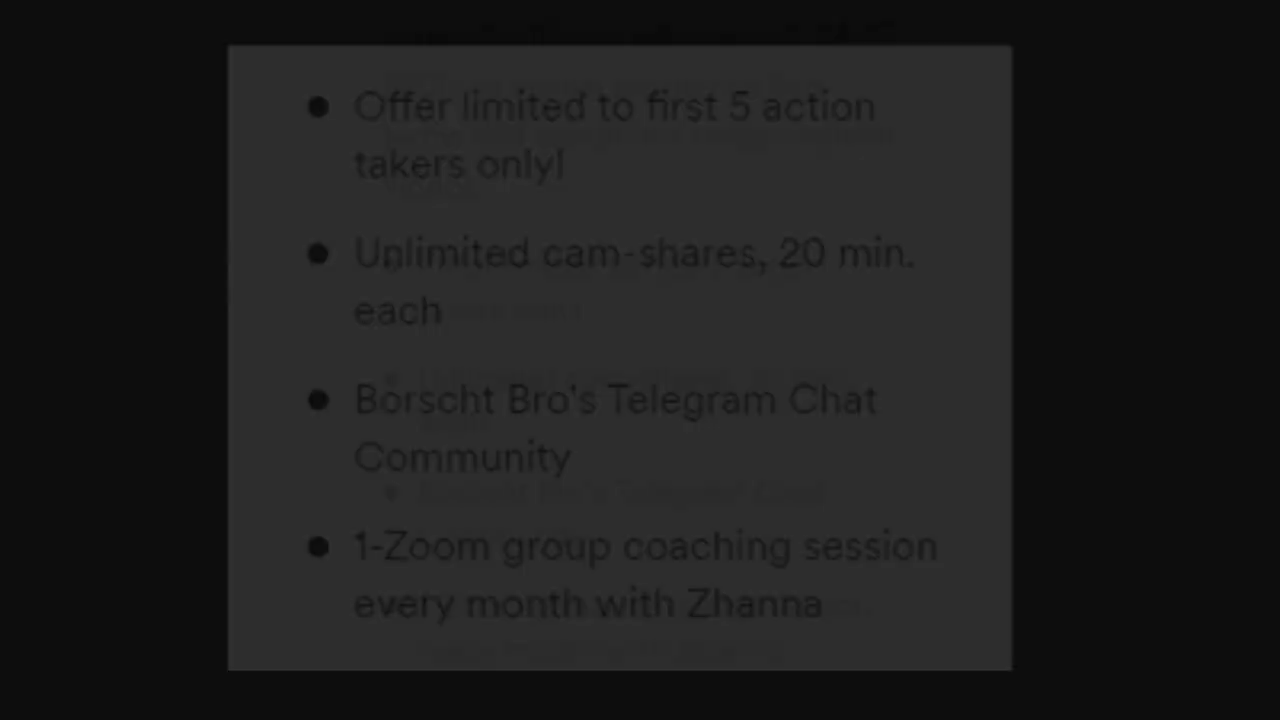 Offer limited to first 5 action
takers only!
Unlimited cam-shares, 20 min.
each
Borscht Bro's Telegram Chat
Community
1-Zoom group coaching session
every month with Zhanna